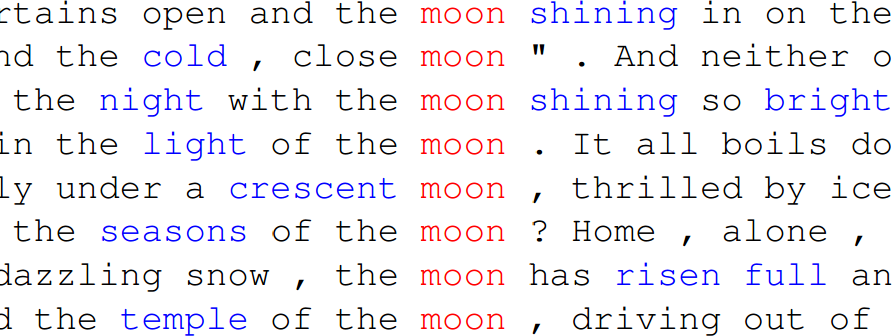 rtains open and the moon shining in on the
nd the cold , close moon " . And neither o
the night with the moon shining so bright
in the light of the moon . It all boils do
ly under a crescent moon , thrilled by ice
the seasons of the moon ? Home , alone ,
dazzling snow , the moon has risen full an
d the temple of the moon , driving out of